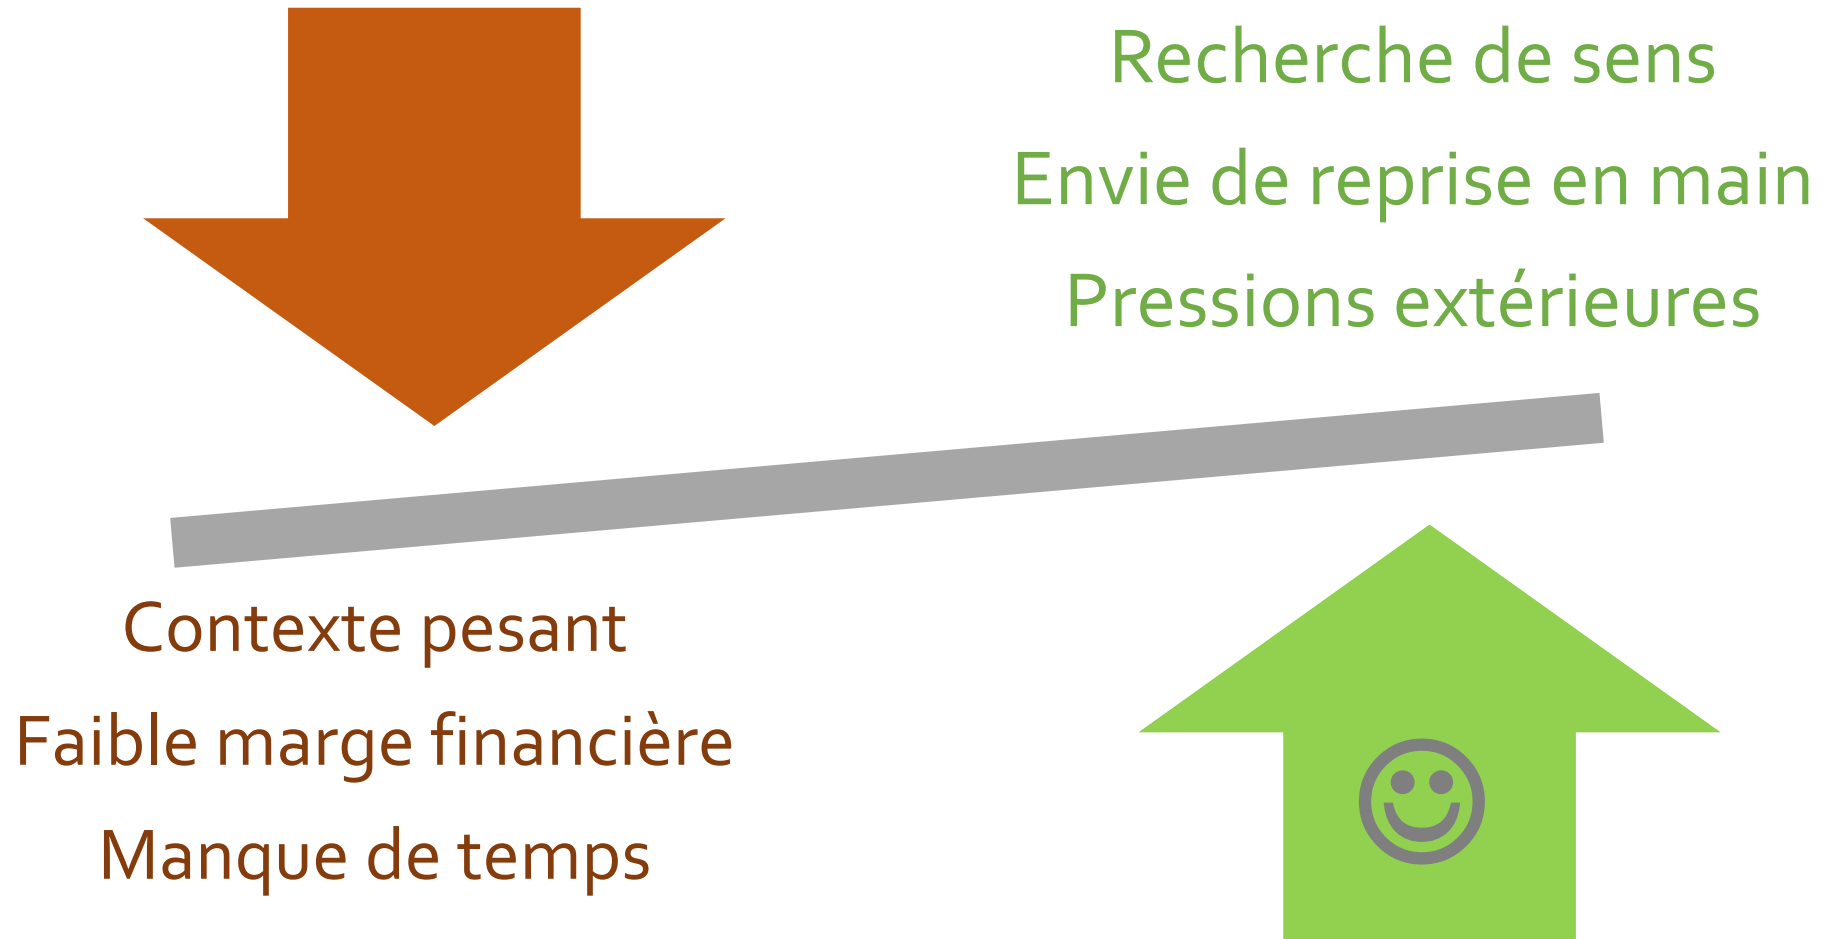 Recherche de sens
Envie de reprise en main
Pressions extérieures
Contexte pesant
Faible marge financière
Manque de temps